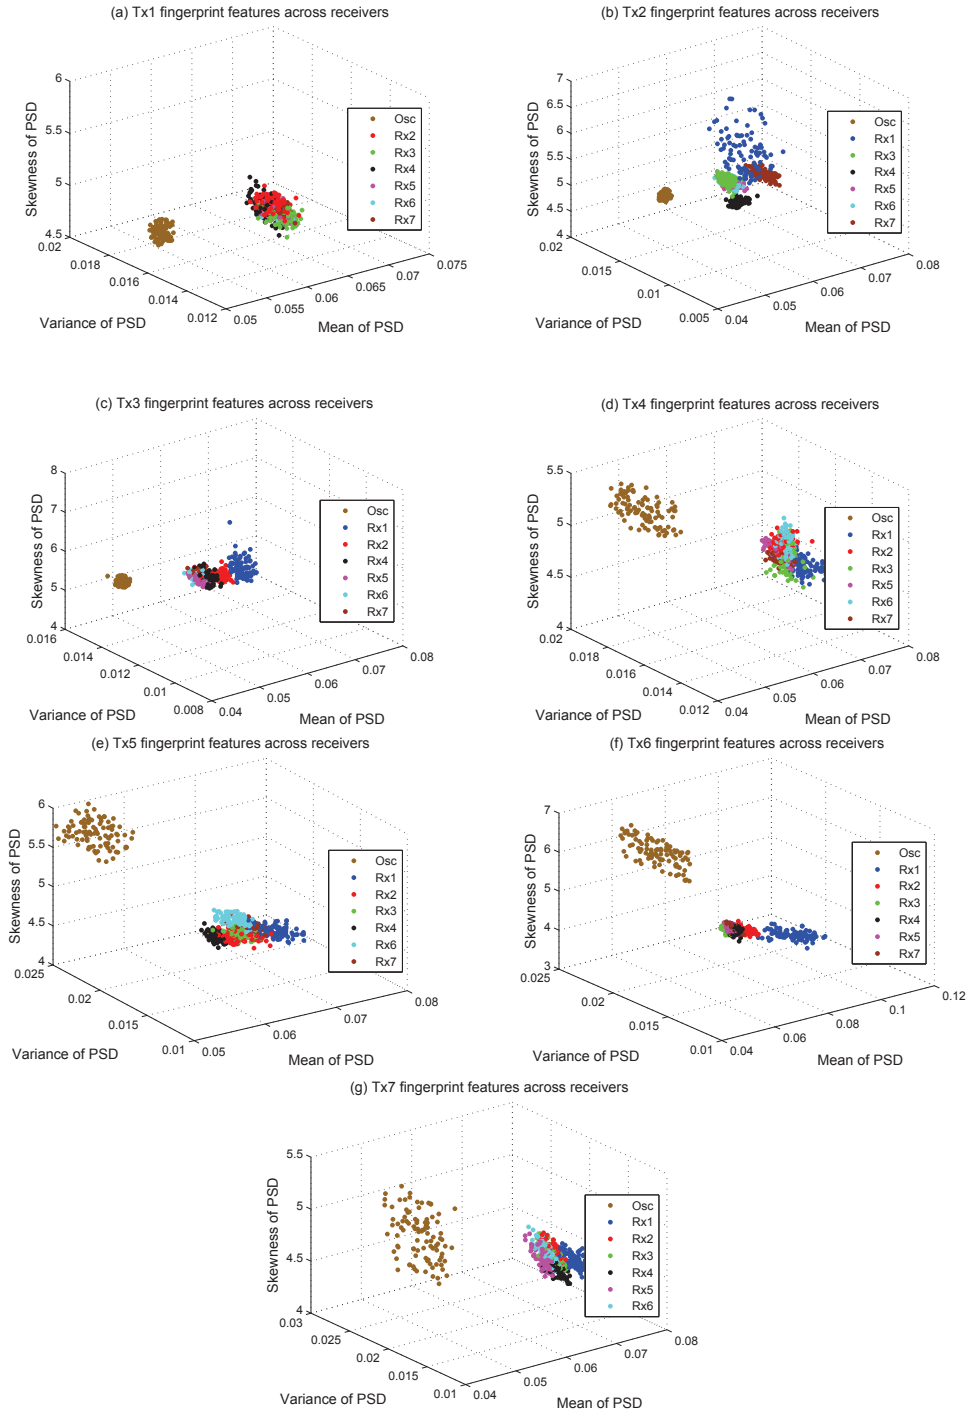 (a) Tx1 fingerprint features across receivers
6
5.5
5
4.5
Skewness of PSD
0.02
0.018
0.016
0.014
0.012
Variance of PSD
0.05
0.055
0.06
0.065
0.07
0.075
Mean of PSD
Osc
Rx2
Rx3
Rx4
Rx5
Rx6
Rx7
(b) Tx2 fingerprint features across receivers
7
6.5
6
5.5
5
4.5
4
Skewness of PSD
0.02
0.015
0.01
0.005
Variance of PSD
0.04
0.05
0.06
0.07
0.08
Mean of PSD
Osc
Rx1
Rx3
Rx4
Rx5
Rx6
Rx7
(c) Tx3 fingerprint features across receivers
8
7
6
5
4
Skewness of PSD
0.016
0.014
0.012
0.01
0.008
Variance of PSD
0.04
0.05
0.06
0.07
0.08
Mean of PSD
Osc
Rx1
Rx2
Rx4
Rx5
Rx6
Rx7
(d) Tx4 fingerprint features across receivers
5.5
5
4.5
4
Skewness of PSD
0.02
0.018
0.016
0.014
0.012
Variance of PSD
0.04
0.05
0.06
0.07
0.08
Mean of PSD
Osc
Rx1
Rx2
Rx3
Rx5
Rx6
Rx7
(e) Tx5 fingerprint features across receivers
6
5.5
5
4.5
4
Skewness of PSD
0.025
0.02
0.015
0.01
Variance of PSD
0.05
0.06
0.07
0.08
Mean of PSD
Osc
Rx1
Rx2
Rx3
Rx4
Rx6
Rx7
(f) Tx6 fingerprint features across receivers
7
6
5
4
3
Skewness of PSD
0.025
0.02
0.015
0.01
Variance of PSD
0.04
0.06
0.08
0.1
0.12
Mean of PSD
Osc
Rx1
Rx2
Rx3
Rx4
Rx5
Rx7
(g) Tx7 fingerprint features across receivers
5.5
5
4.5
4
Skewness of PSD
0.03
0.025
0.02
0.015
0.01
Variance of PSD
0.04
0.05
0.06
0.07
0.08
Mean of PSD
Osc
Rx1
Rx2
Rx3
Rx4
Rx5
Rx6